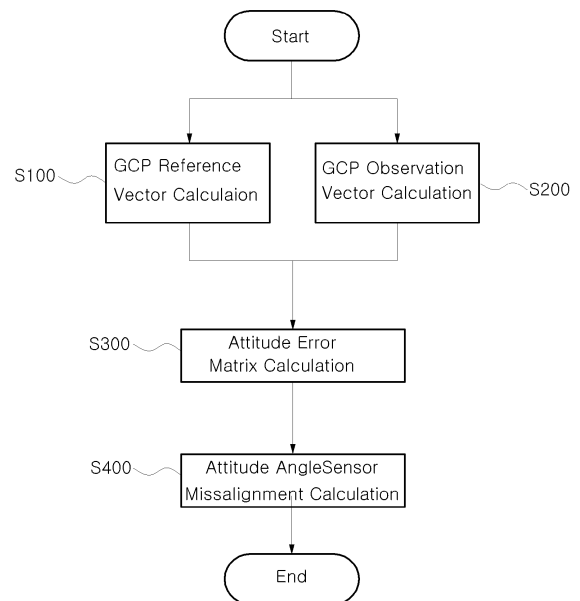 Start
S100
GCP Reference
Vector Calculaion
GCP Observation
Vector Calculation
S200
S300
Attitude Error
Matrix Calculation
S400
Attitude AngleSensor
Missalignment Calculation
End